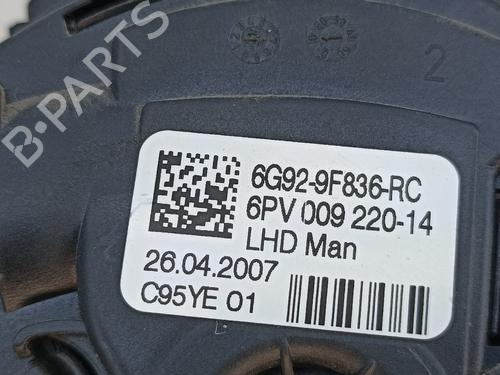 B-PARTS
2
6G92-9F836-RC
6PV 009 220-14
LHD Man
26.04.2007
C95YE 01